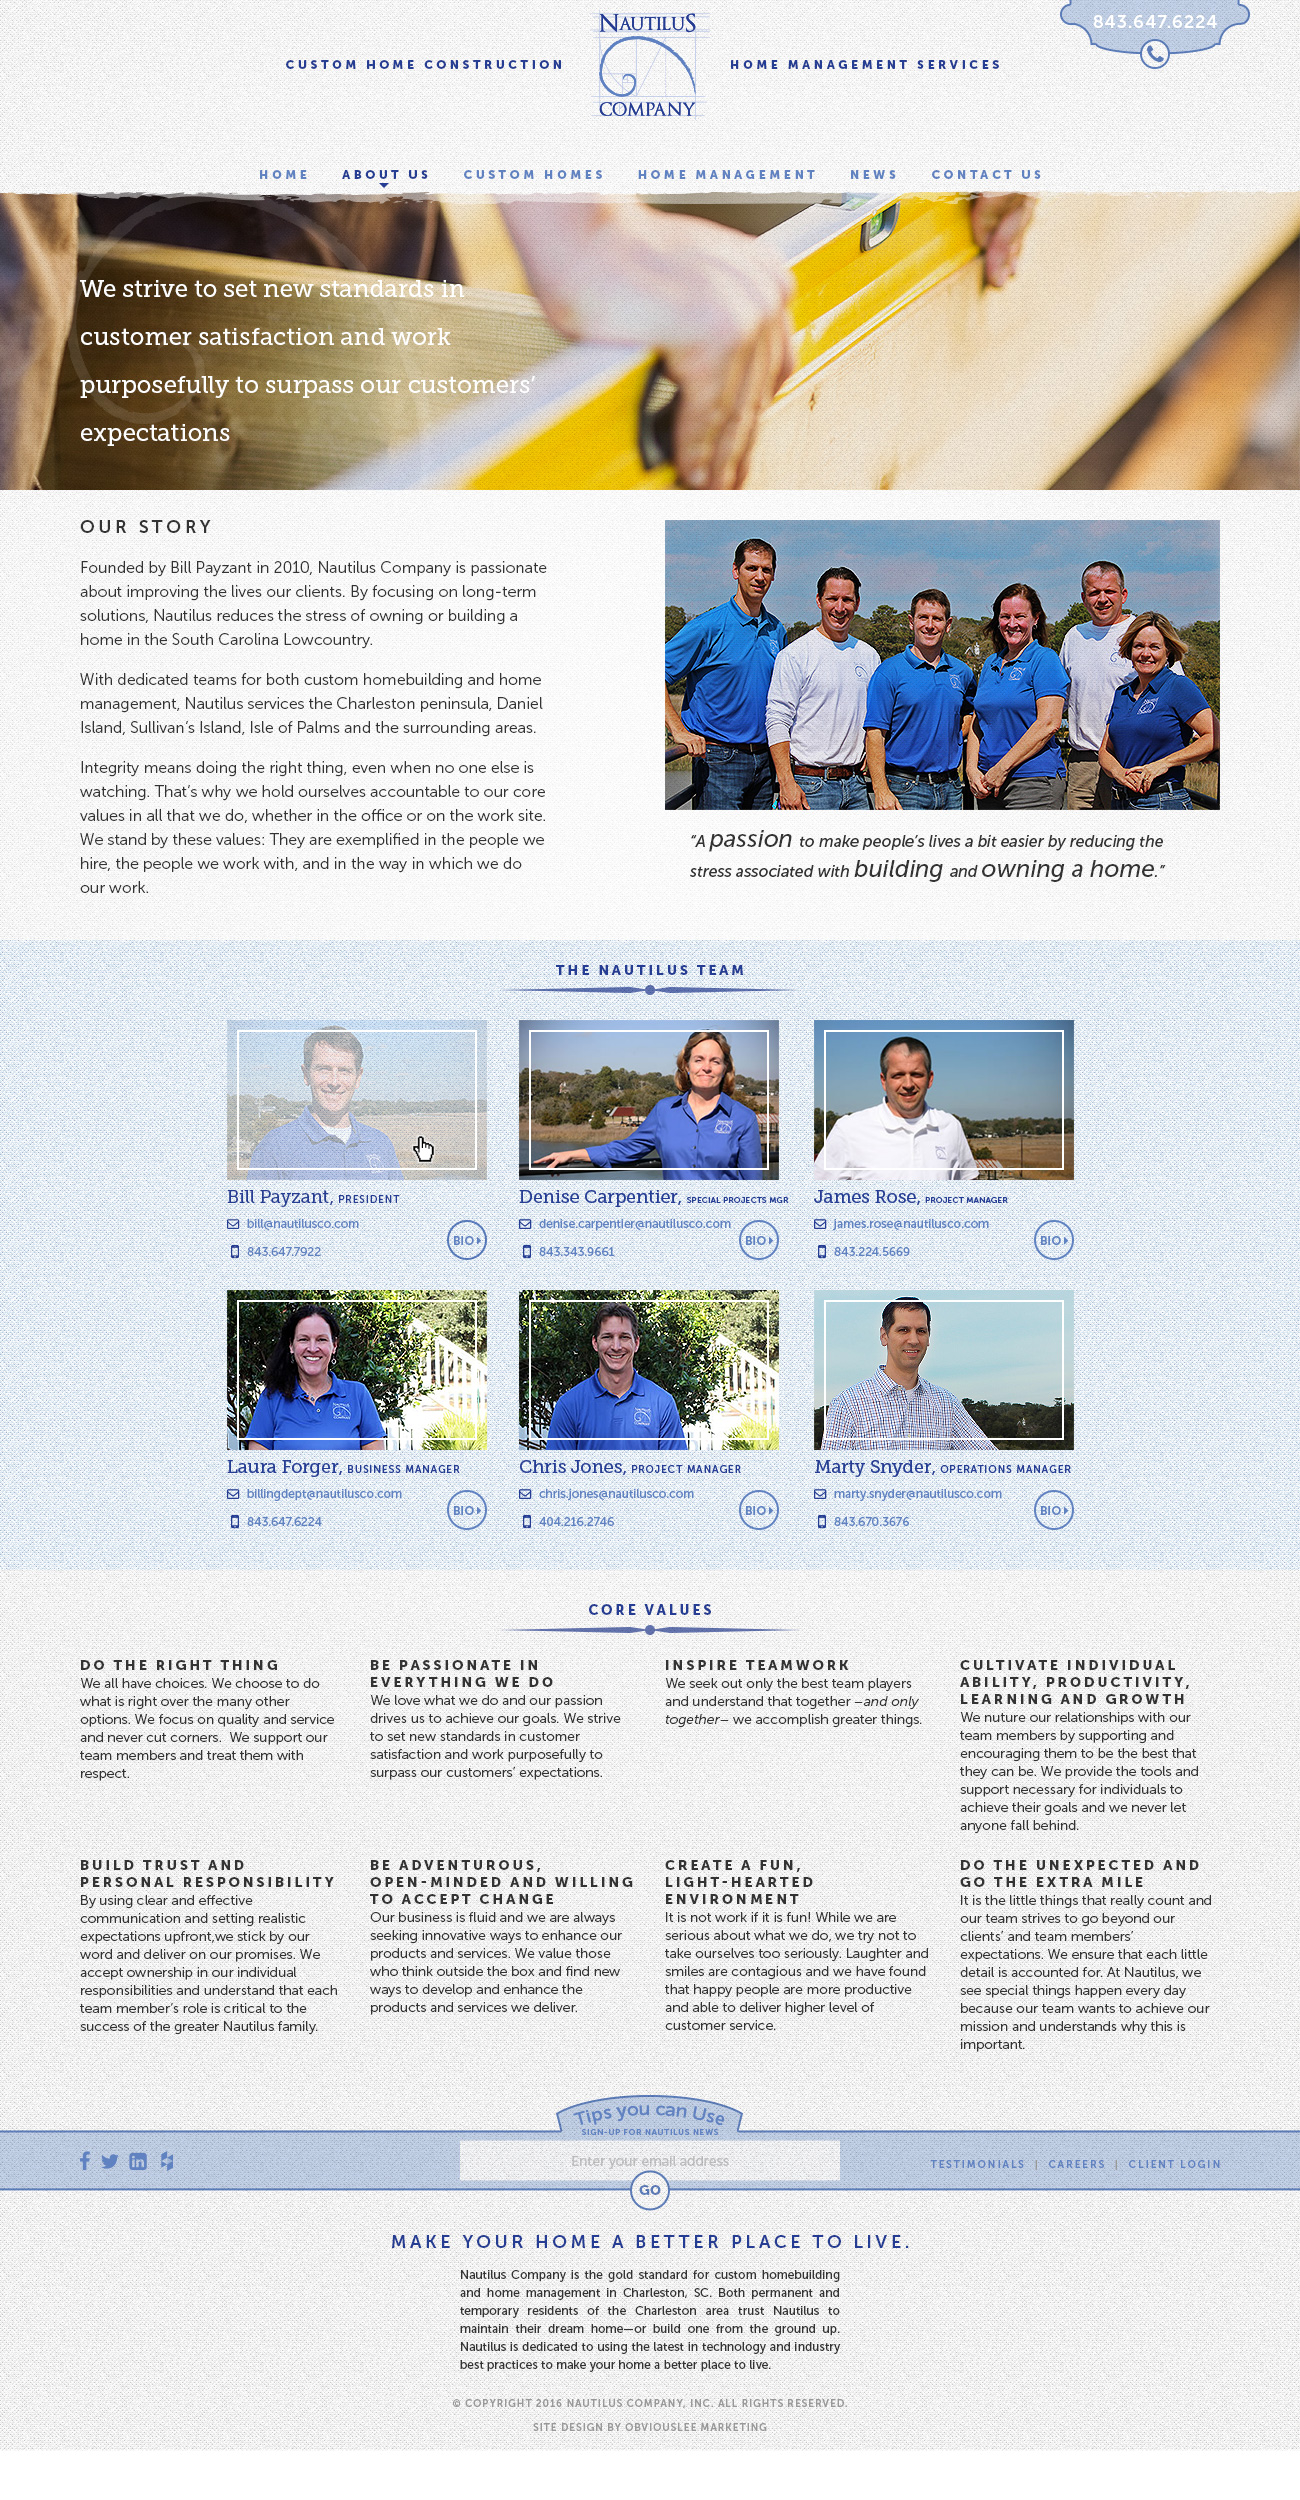 NAUTILUS
COMPANY
843.647.6224
CUSTOM HOME CONSTRUCTION
HOME MANAGEMENT SERVICES
HOME ABOUT US CUSTOM HOMES HOME MANAGEMENT NEWS CONTACT US
We strive to set new standards in
customer satisfaction and work
purposefully to surpass our customers’
expectations
OUR STORY
Founded by Bill Payzant in 2010, Nautilus Company is passionate
about improving the lives our clients. By focusing on long-term
solutions, Nautilus reduces the stress of owning or building a
home in the South Carolina Lowcountry.
With dedicated teams for both custom homebuilding and home
management, Nautilus services the Charleston peninsula, Daniel
Island, Sullivan’s Island, Isle of Palms and the surrounding areas.
Integrity means doing the right thing, even when no one else is
watching. That’s why we hold ourselves accountable to our core
values in all that we do, whether in the office or on the work site.
We stand by these values: They are exemplified in the people we
hire, the people we work with, and in the way in which we do
our work.
“A passion to make people’s lives a bit easier by reducing the
stress associated with building and owning a home.”
THE NAUTILUS TEAM
Bill Payzant, PRESIDENT
bill@nautilusco.com
843.647.7922
BIO
Denise Carpentier, SPECIAL PROJECTS MGR
denise.carpentier@nautilusco.com
843.343.9661
BIO
James Rose, PROJECT MANAGER
james.rose@nautilusco.com
843.224.5669
BIO
Laura Forger, BUSINESS MANAGER
billingdept@nautilusco.com
843.647.6224
BIO
Chris Jones, PROJECT MANAGER
chris.jones@nautilusco.com
404.216.2746
BIO
Marty Snyder, OPERATIONS MANAGER
marty.snyder@nautilusco.com
843.670.3676
BIO
CORE VALUES
DO THE RIGHT THING
We all have choices. We choose to do
what is right over the many other
options. We focus on quality and service
and never cut corners.  We support our
team members and treat them with
respect.
BE PASSIONATE IN
EVERYTHING WE DO
We love what we do and our passion
drives us to achieve our goals. We strive
to set new standards in customer
satisfaction and work purposefully to
surpass our customers’ expectations.
INSPIRE TEAMWORK
We seek out only the best team players
and understand that together –and only
together– we accomplish greater things.
CULTIVATE INDIVIDUAL
ABILITY, PRODUCTIVITY,
LEARNING AND GROWTH
We nuture our relationships with our
team members by supporting and
encouraging them to be the best that
they can be. We provide the tools and
support necessary for individuals to
achieve their goals and we never let
anyone fall behind.
BUILD TRUST AND
PERSONAL RESPONSIBILITY
By using clear and effective
communication and setting realistic
expectations upfront,we stick by our
word and deliver on our promises. We
accept ownership in our individual
responsibilities and understand that each
team member’s role is critical to the
success of the greater Nautilus family.
BE ADVENTUROUS,
OPEN-MINDED AND WILLING
TO ACCEPT CHANGE
Our business is fluid and we are always
seeking innovative ways to enhance our
products and services. We value those
who think outside the box and find new
ways to develop and enhance the
products and services we deliver.
CREATE A FUN,
LIGHT-HEARTED
ENVIRONMENT
It is not work if it is fun! While we are
serious about what we do, we try not to
take ourselves too seriously. Laughter and
smiles are contagious and we have found
that happy people are more productive
and able to deliver higher level of
customer service.
DO THE UNEXPECTED AND
GO THE EXTRA MILE
It is the little things that really count and
our team strives to go beyond our
clients’ and team members’
expectations. We ensure that each little
detail is accounted for. At Nautilus, we
see special things happen every day
because our team wants to achieve our
mission and understands why this is
important.
Tips you can Use
SIGN-UP FOR NAUTILUS NEWS
Enter your email address
GO
TESTIMONIALS | CAREERS | CLIENT LOGIN
MAKE YOUR HOME A BETTER PLACE TO LIVE.
Nautilus Company is the gold standard for custom homebuilding
and home management in Charleston, SC. Both permanent and
temporary residents of the Charleston area trust Nautilus to
maintain their dream home—or build one from the ground up.
Nautilus is dedicated to using the latest in technology and industry
best practices to make your home a better place to live.
© COPYRIGHT 2016 NAUTILUS COMPANY, INC. ALL RIGHTS RESERVED.
SITE DESIGN BY OBVIOUSLEE MARKETING